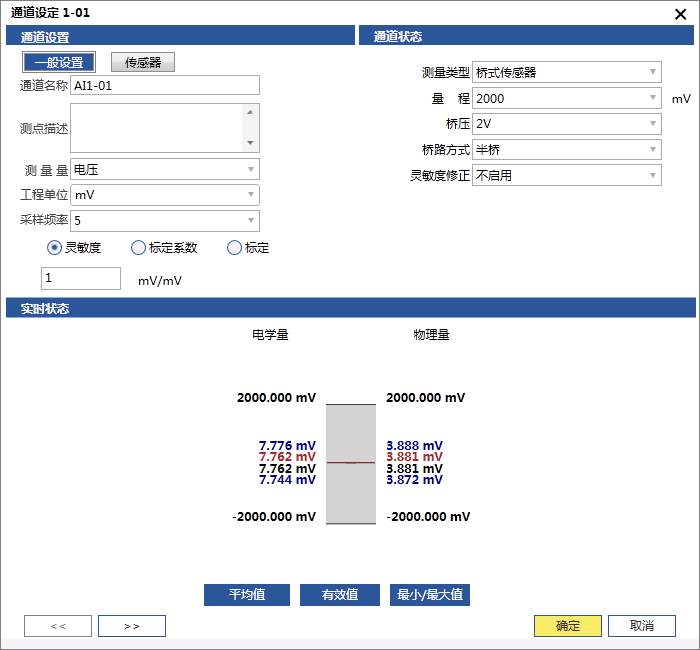 通道设定 1-01
通道设置
通道状态
一般设置 传感器
通道名称 AI1-01
测点描述
测 量 量 电压
工程单位 mV
采样频率 5
灵敏度 标定系数 标定
1 mV/mV
测量类型 桥式传感器
量 程 2000 mV
桥压 2V
桥路方式 半桥
灵敏度修正 不启用
实时状态
电学量 物理量
2000.000 mV 2000.000 mV
7.776 mV 3.888 mV
7.762 mV 3.881 mV
7.762 mV 3.881 mV
7.744 mV 3.872 mV
-2000.000 mV -2000.000 mV
平均值 有效值 最小/最大值
<< >> 确定 取消